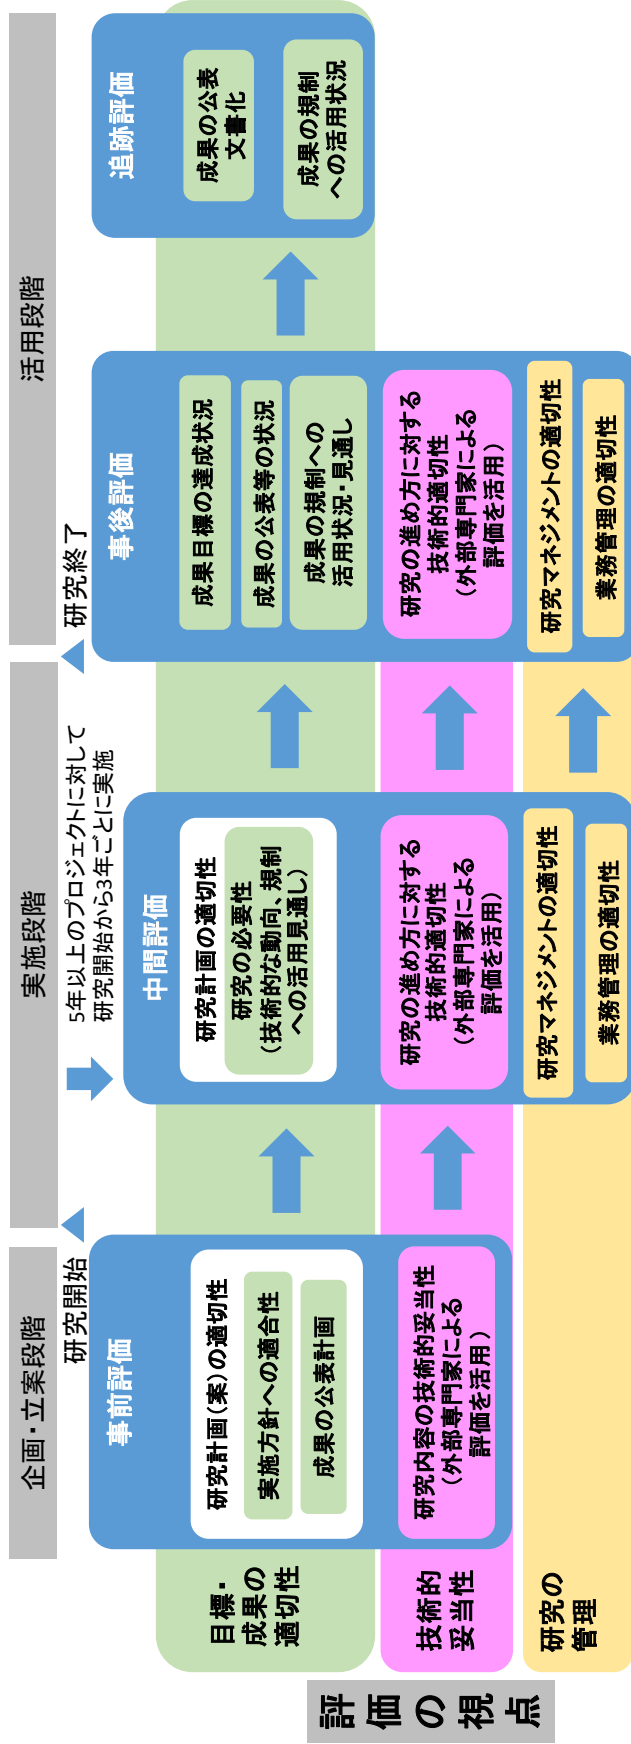 企画・立案段階
実施段階
活用段階
研究開始
5年以上のプロジェクトに対して
研究開始から3年ごとに実施
研究終了
事前評価
研究計画(案)の適切性
実施方針への適合性
成果の公表計画
研究内容の技術的妥当性
(外部専門家による
評価を活用)
中間評価
研究計画の適切性
研究の必要性
(技術的な動向、規制
への活用見通し)
研究の進め方に対する
技術的適切性
(外部専門家による
評価を活用)
研究マネジメントの適切性
業務管理の適切性
事後評価
成果目標の達成状況
成果の公表等の状況
成果の規制への
活用状況・見通し
研究の進め方に対する
技術的適切性
(外部専門家による
評価を活用)
研究マネジメントの適切性
業務管理の適切性
追跡評価
成果の公表
文書化
成果の規制
への活用状況
目標・
成果の
適切性
技術的
妥当性
研究の
管理
評価の視点